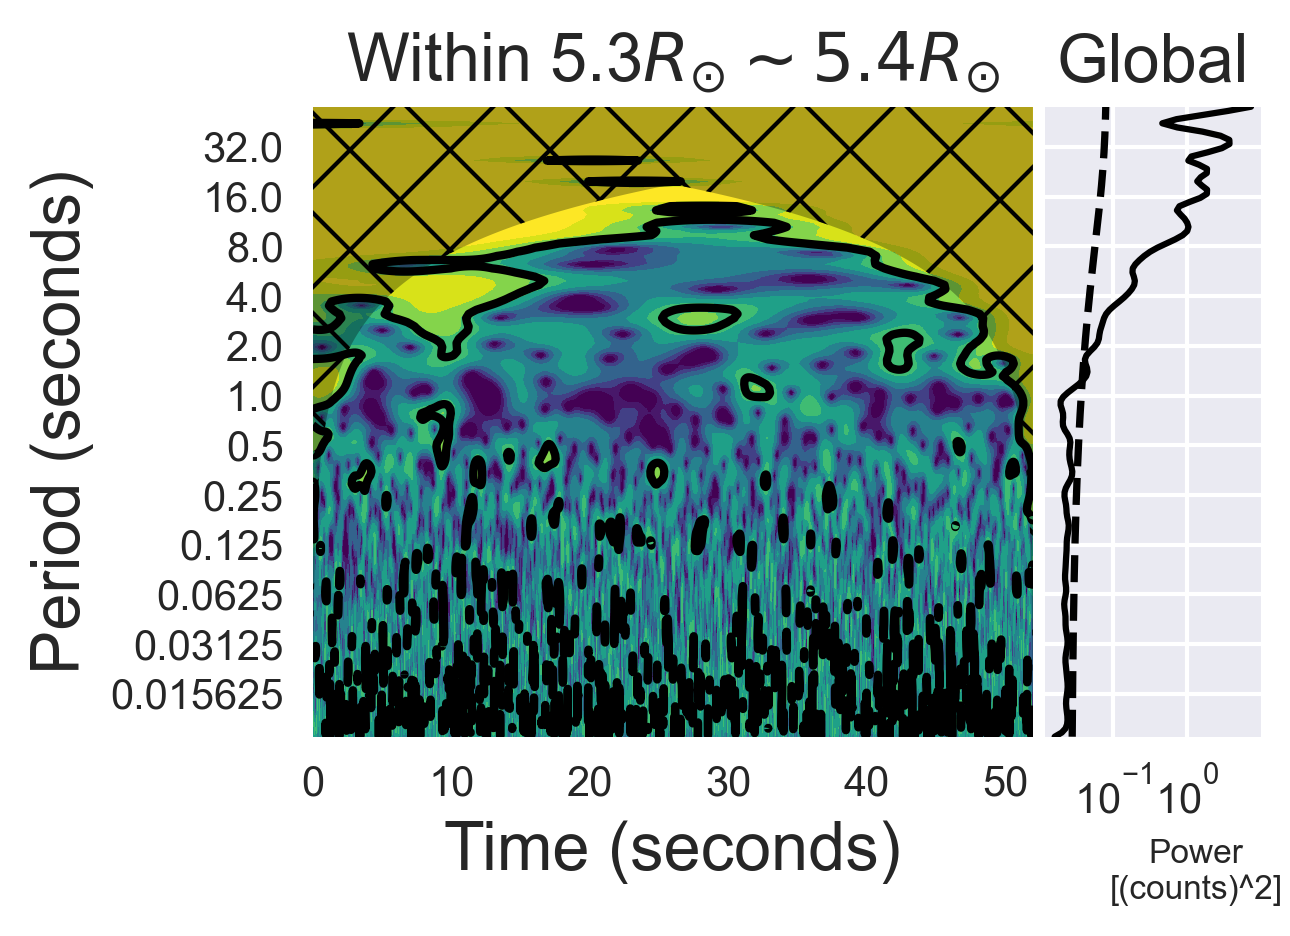 Within 5.3R⊙ ~ 5.4R⊙
Global
Period (seconds)
32.0
16.0
8.0
4.0
2.0
1.0
0.5
0.25
0.125
0.0625
0.03125
0.015625
0 10 20 30 40 50
10⁻¹ 10⁰
Time (seconds)
Power
[(counts)^2]